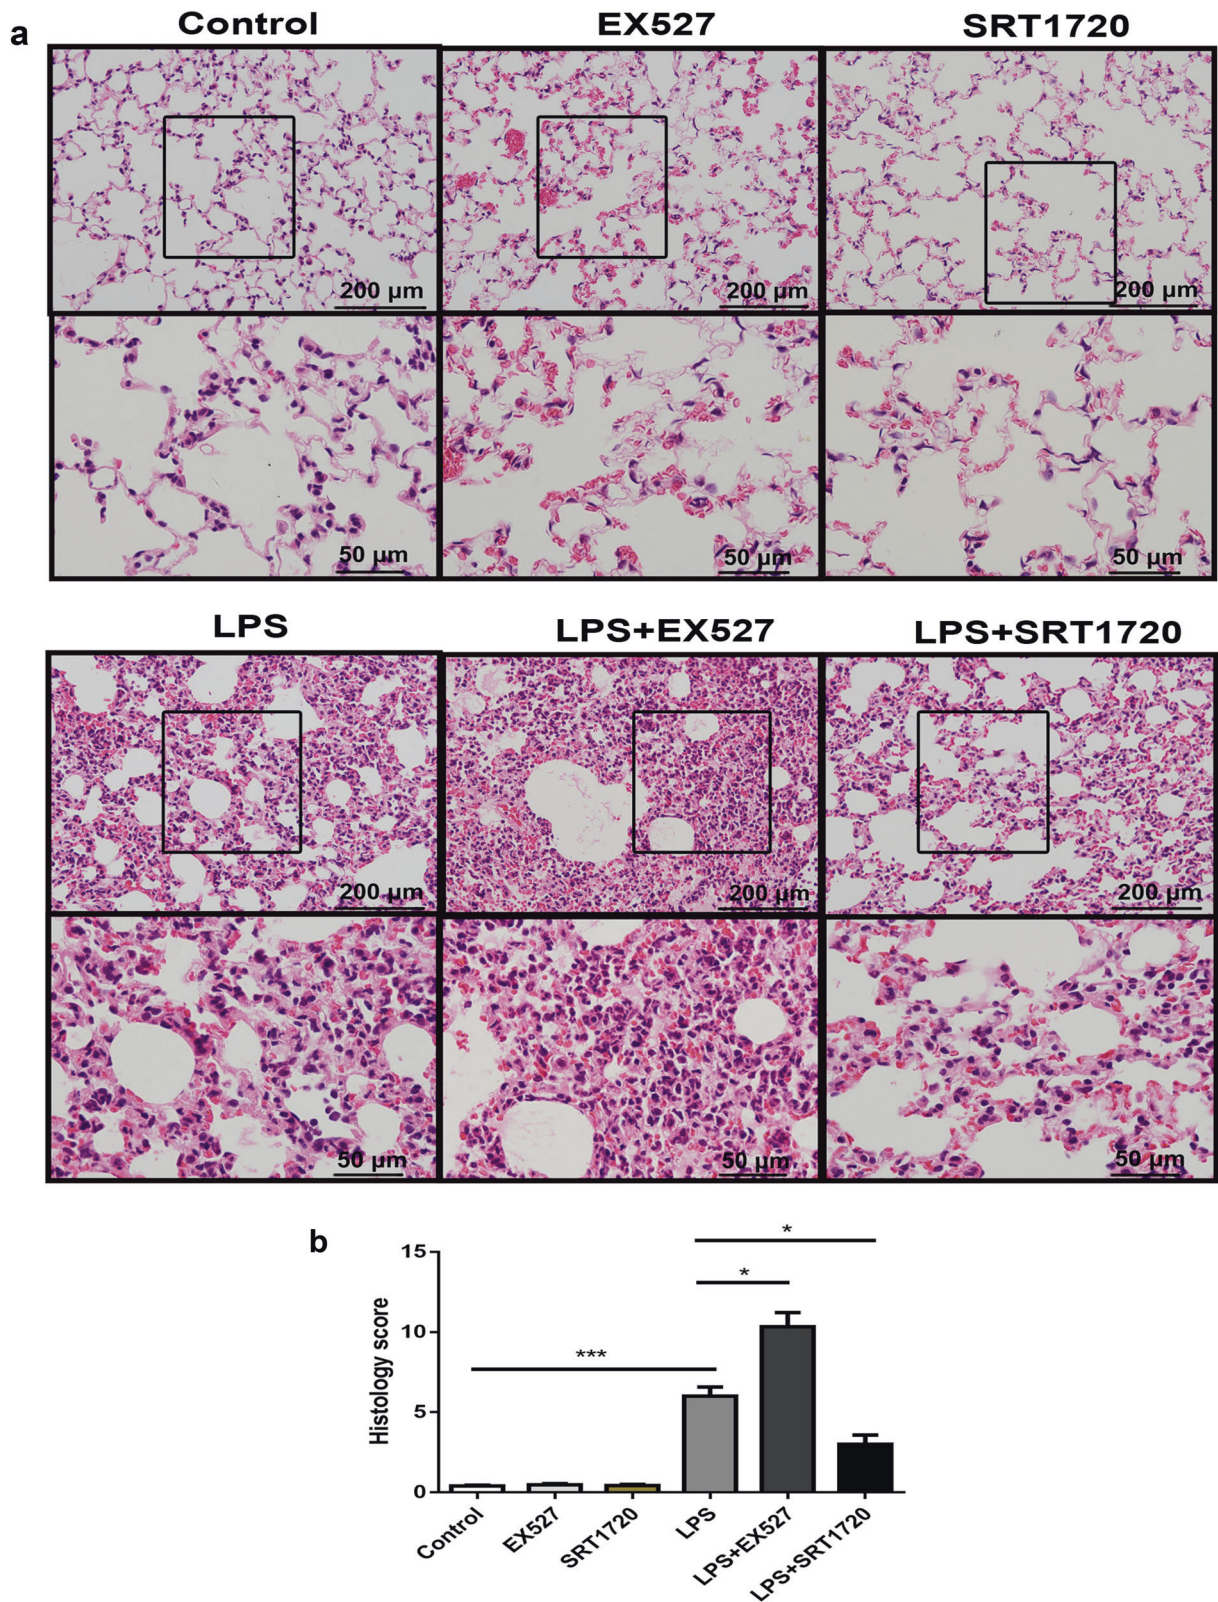 a
Control EX527 SRT1720
200 µm 200 µm 200 µm
50 µm 50 µm 50 µm
LPS LPS+EX527 LPS+SRT1720
200 µm 200 µm 200 µm
50 µm 50 µm 50 µm
b
*
*
***
Histology score
15
10
5
0
Control EX527 SRT1720 LPS LPS+EX527 LPS+SRT1720